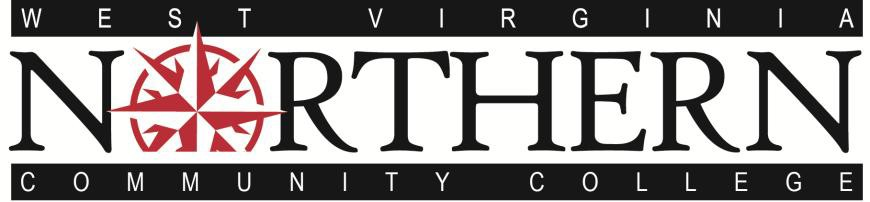 WEST VIRGINIA
NORTHERN
COMMUNITY COLLEGE